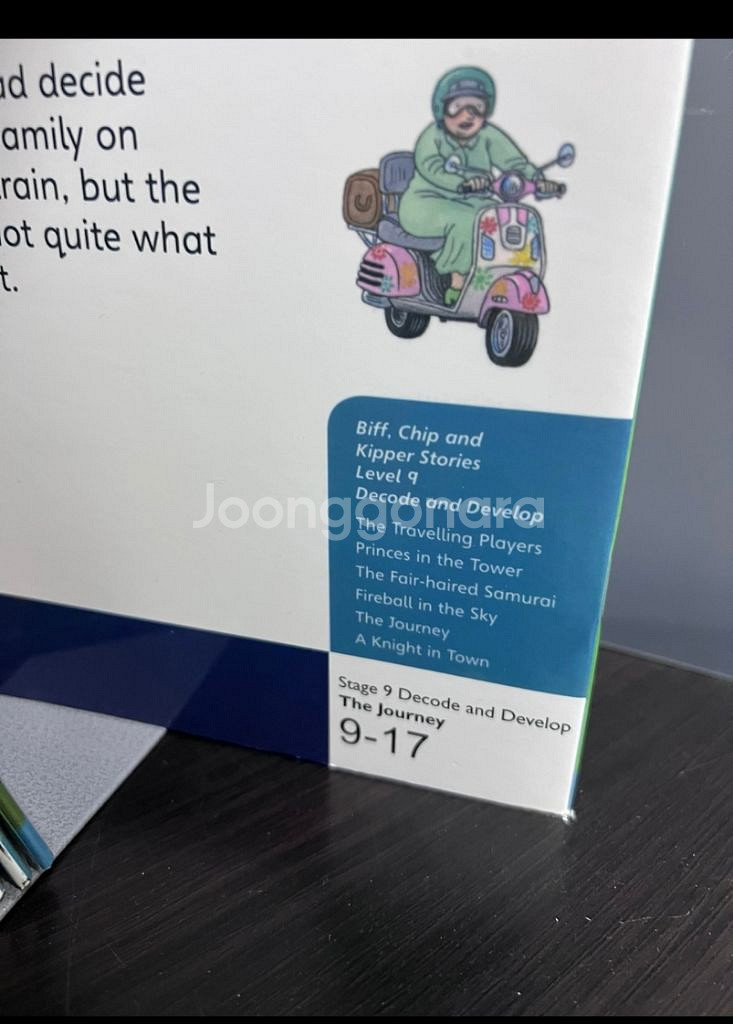 ad decide
amily on
rain, but the
ot quite what
t.
Biff, Chip and
Kipper Stories
Level 9
Decode and Develop
Joonggonara
The Travelling Players
Princes in the Tower
The Fair-haired Samurai
Fireball in the Sky
The Journey
A Knight in Town
Stage 9 Decode and Develop
The Journey
9-17